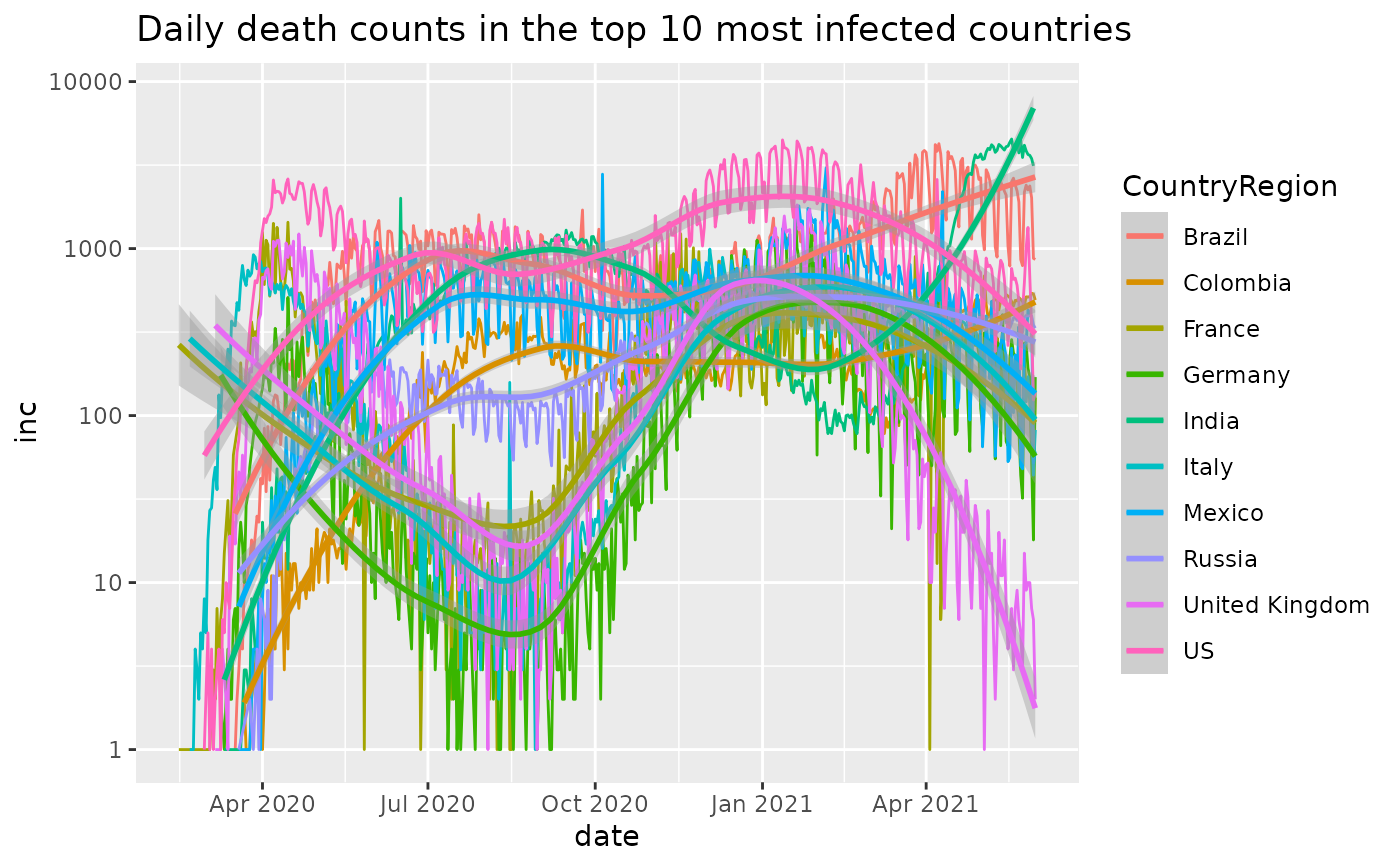 Daily death counts in the top 10 most infected countries
10000
1000
100
10
1
inc
Apr 2020 Jul 2020 Oct 2020 Jan 2021 Apr 2021
date
CountryRegion
Brazil
Colombia
France
Germany
India
Italy
Mexico
Russia
United Kingdom
US